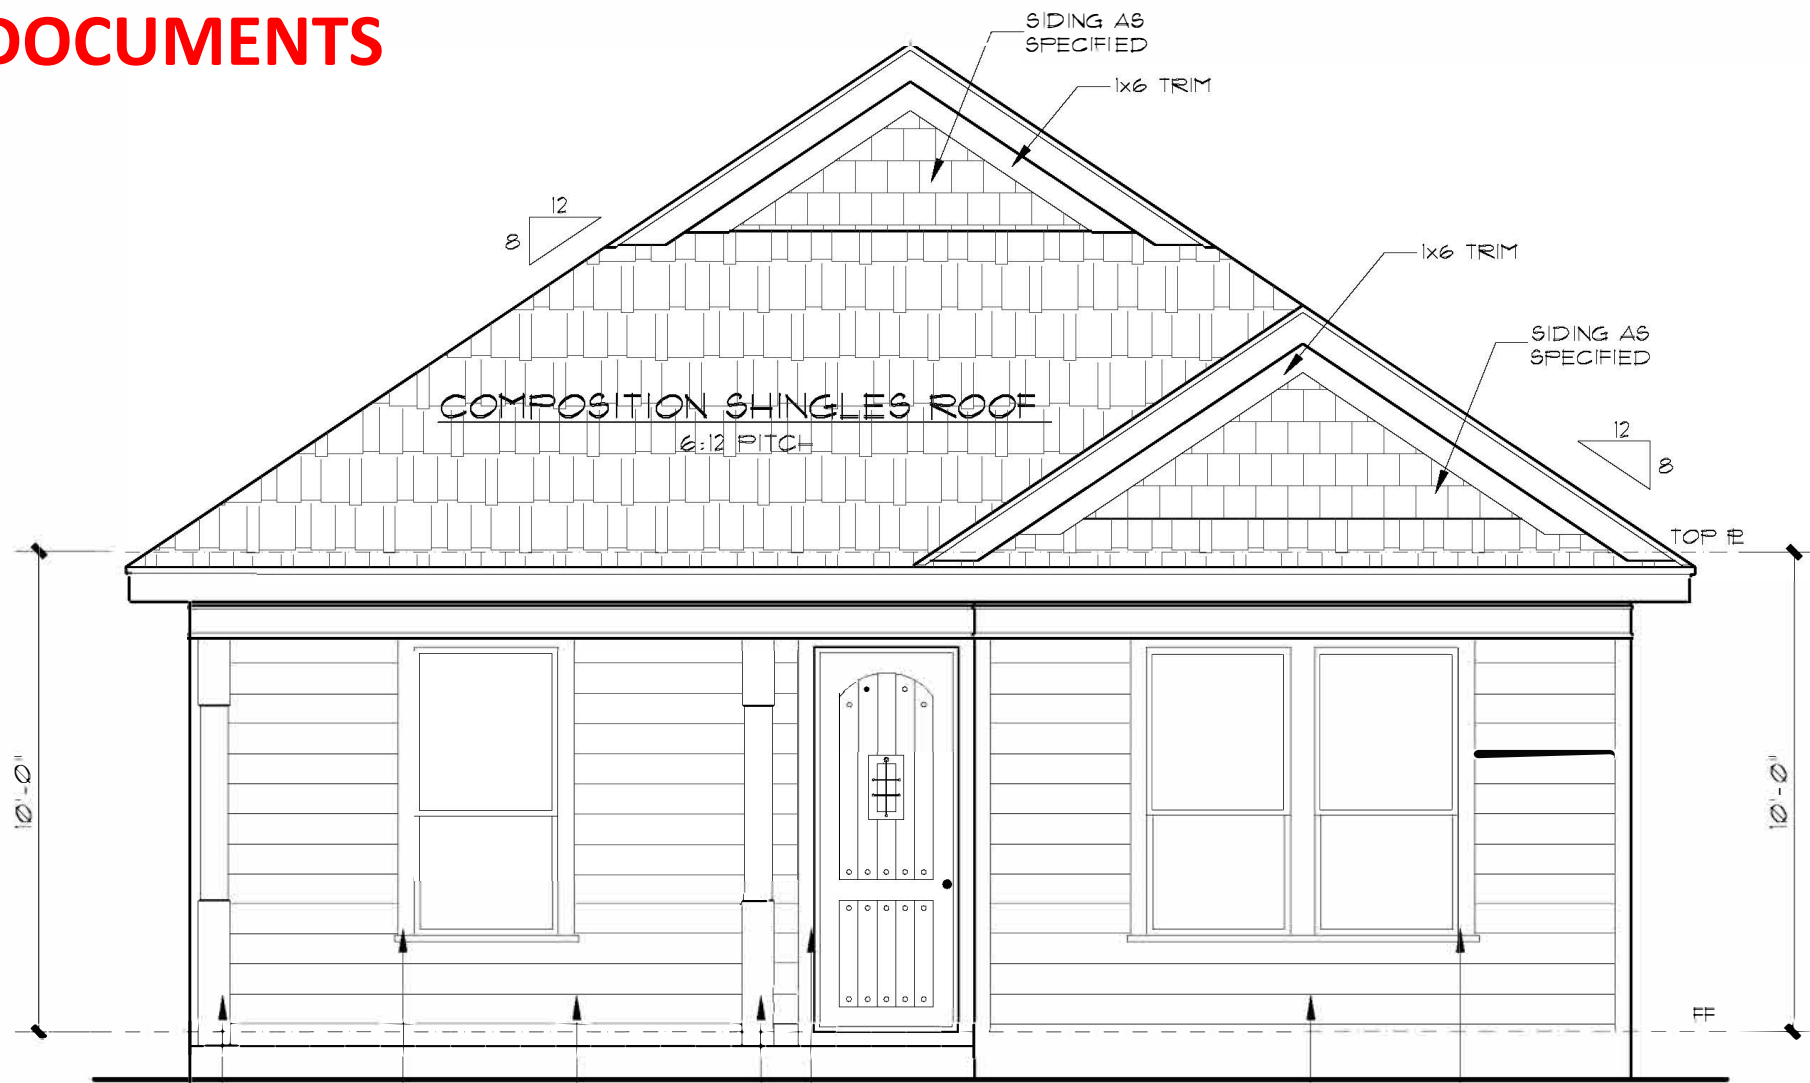 DOCUMENTS
SIDING AS
SPECIFIED
1x6 TRIM
12
8
1x6 TRIM
SIDING AS
SPECIFIED
COMPOSITION SHINGLES ROOF
6:12 PITCH
12
8
TOP PL
10'-0"
10'-0"
FF